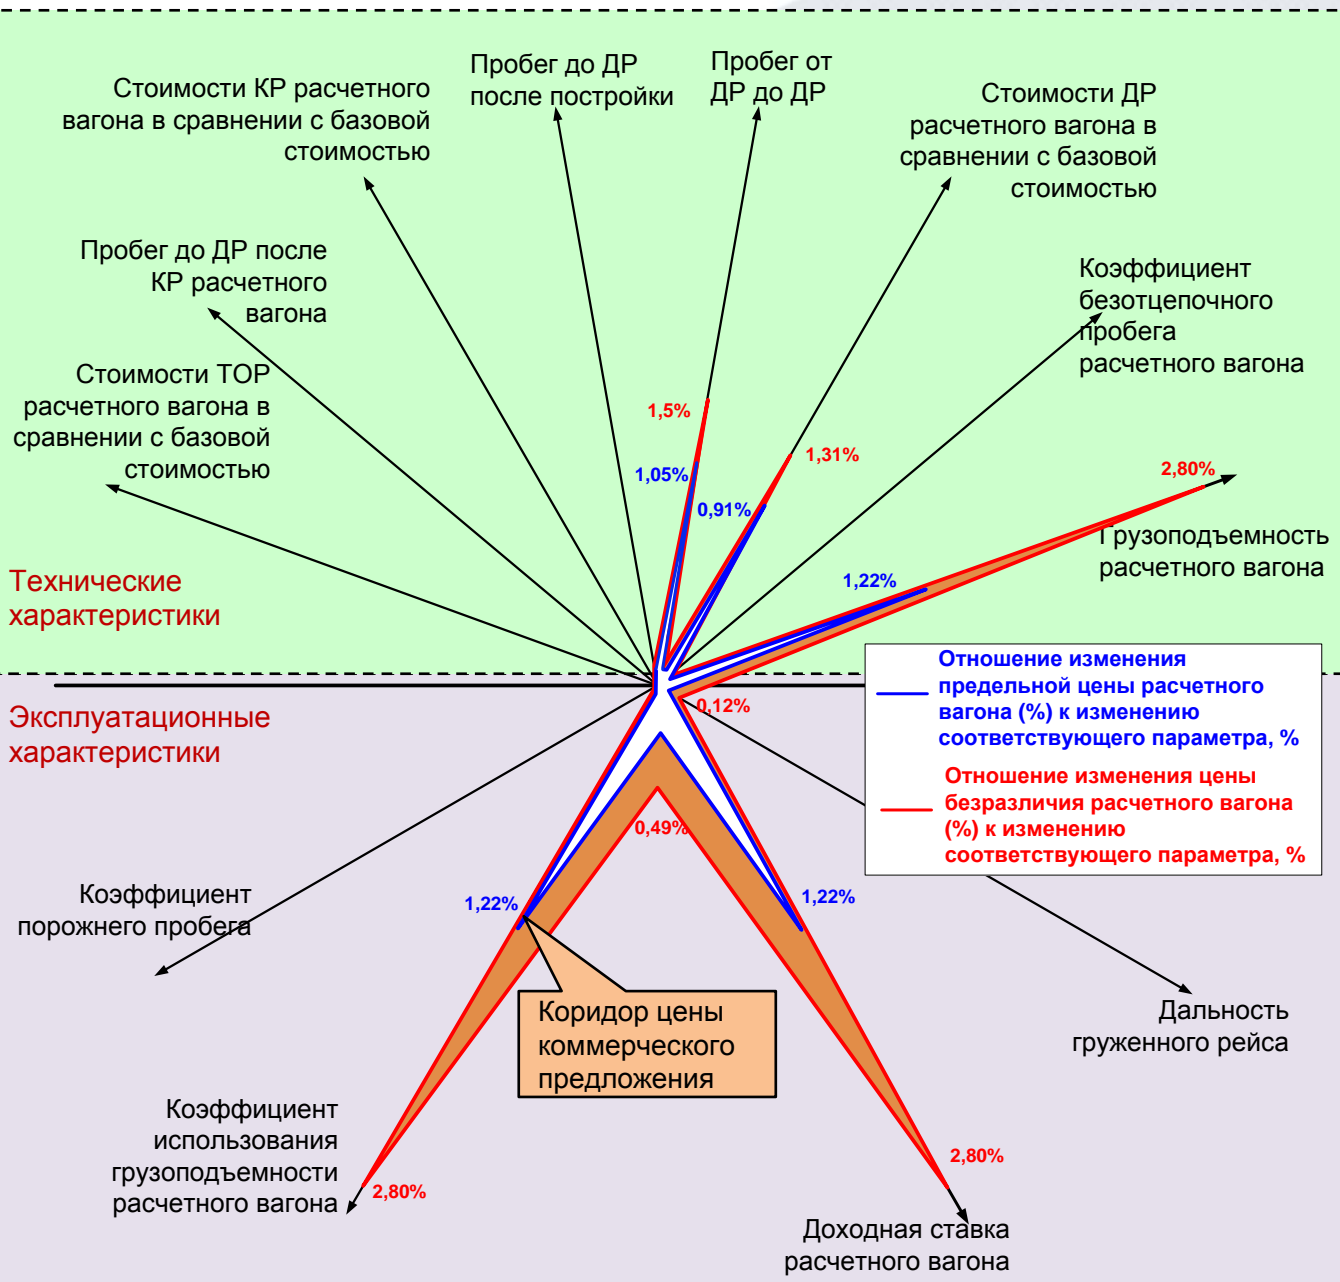 Стоимости КР расчетного
вагона в сравнении с базовой
стоимостью
Пробег до ДР
после постройки
Пробег от
ДР до ДР
Стоимости ДР
расчетного вагона в
сравнении с базовой
стоимостью
Пробег до ДР после
КР расчетного
вагона
Коэффициент
безотцепочного
пробега
расчетного вагона
Стоимости ТОР
расчетного вагона в
сравнении с базовой
стоимостью
1,5%
1,05%
1,31%
0,91%
2,80%
Грузоподъемность
расчетного вагона
1,22%
Технические
характеристики
Эксплуатационные
характеристики
0,12%
Отношение изменения
предельной цены расчетного
вагона (%) к изменению
соответствующего параметра, %
Отношение изменения цены
безразличия расчетного вагона
(%) к изменению
соответствующего параметра, %
0,49%
1,22%
1,22%
Коэффициент
порожнего пробега
Коридор цены
коммерческого
предложения
Дальность
груженного рейса
Коэффициент
использования
грузоподъемности
расчетного вагона
2,80%
2,80%
Доходная ставка
расчетного вагона